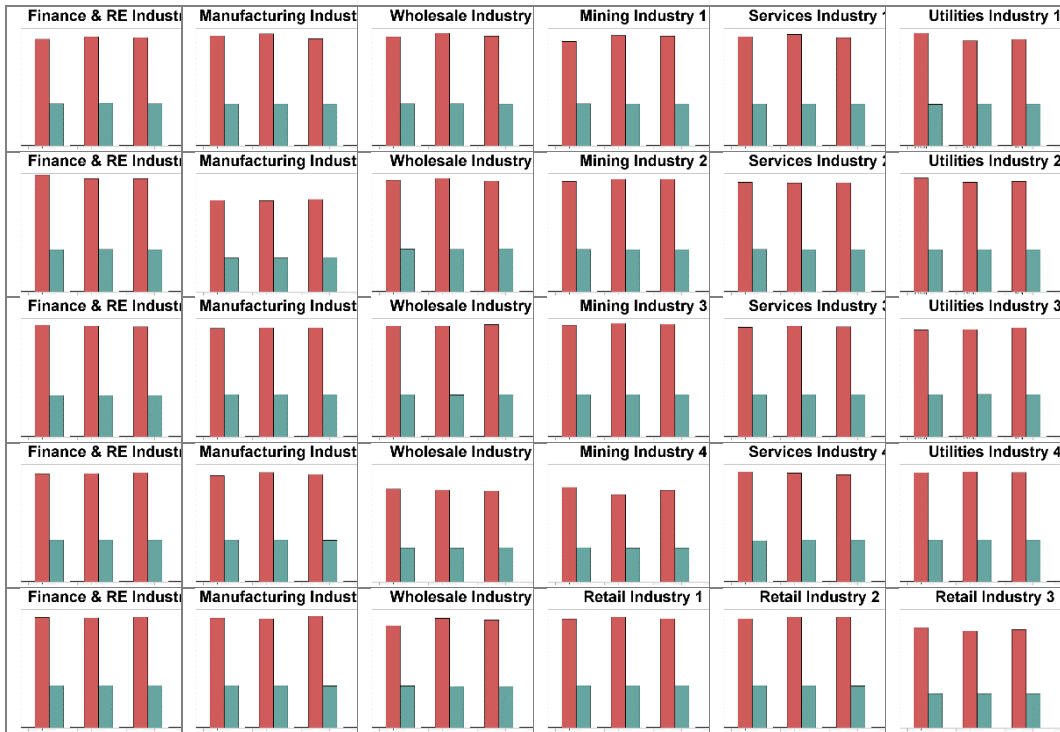 Finance & RE Industr Manufacturing Indust Wholesale Industry Mining Industry 1 Services Industry 1 Utilities Industry 1
Finance & RE Industr Manufacturing Indust Wholesale Industry Mining Industry 2 Services Industry 2 Utilities Industry 2
Finance & RE Industr Manufacturing Indust Wholesale Industry Mining Industry 3 Services Industry 3 Utilities Industry 3
Finance & RE Industr Manufacturing Indust Wholesale Industry Mining Industry 4 Services Industry 4 Utilities Industry 4
Finance & RE Industr Manufacturing Indust Wholesale Industry Retail Industry 1 Retail Industry 2 Retail Industry 3